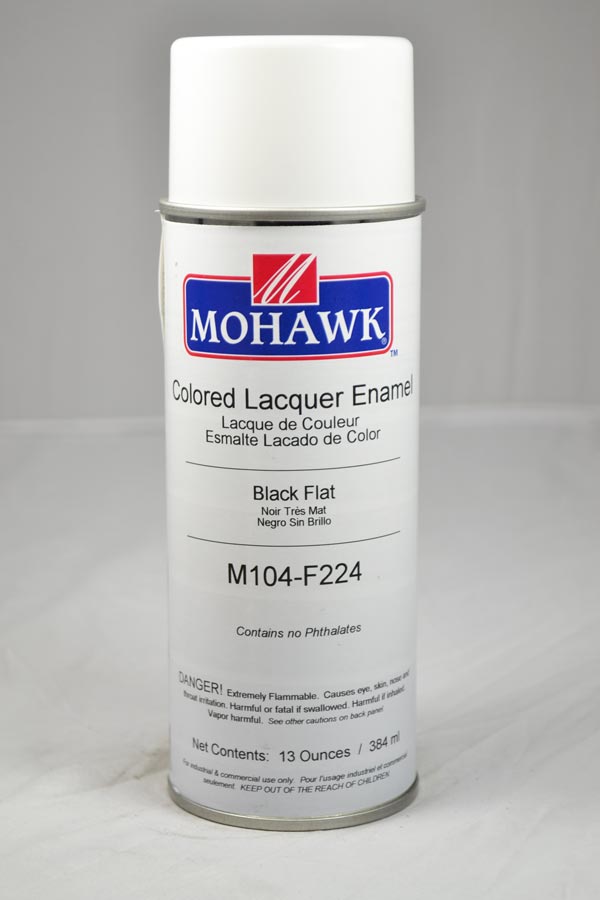 M
MOHAWK®
™
Colored Lacquer Enamel
Lacque de Couleur
Esmalte Lacado de Color
Black Flat
Noir Très Mat
Negro Sin Brillo
M104-F224
Contains no Phthalates
DANGER! Extremely Flammable. Causes eye, skin, nose and
throat irritation. Harmful or fatal if swallowed. Harmful if inhaled.
Vapor harmful. See other cautions on back panel.
Net Contents: 13 Ounces / 384 ml
For industrial & commercial use only. Pour l'usage industriel et commercial
seulement. KEEP OUT OF THE REACH OF CHILDREN.